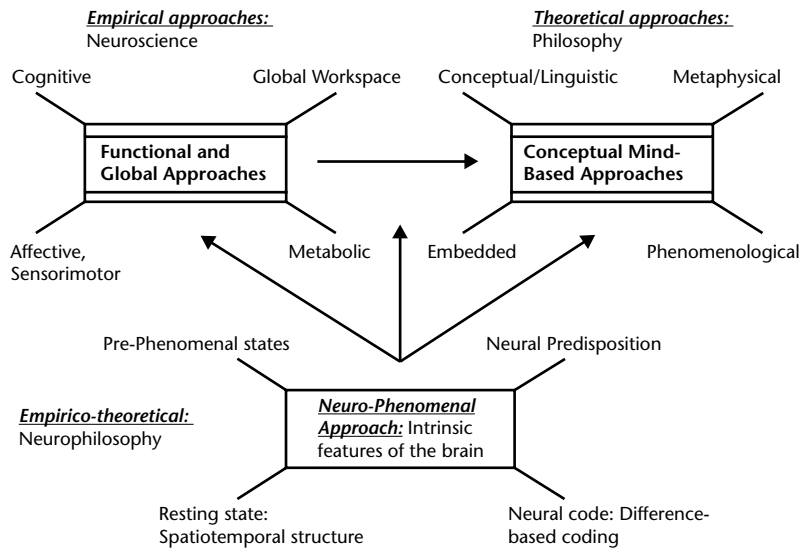 Empirical approaches:
Neuroscience
Theoretical approaches:
Philosophy
Cognitive
Global Workspace
Conceptual/Linguistic
Metaphysical
Functional and
Global Approaches
Conceptual Mind-
Based Approaches
Affective,
Sensorimotor
Metabolic
Embedded
Phenomenological
Pre-Phenomenal states
Neural Predisposition
Empirico-theoretical:
Neurophilosophy
Neuro-Phenomenal
Approach: Intrinsic
features of the brain
Resting state:
Spatiotemporal structure
Neural code: Difference-
based coding